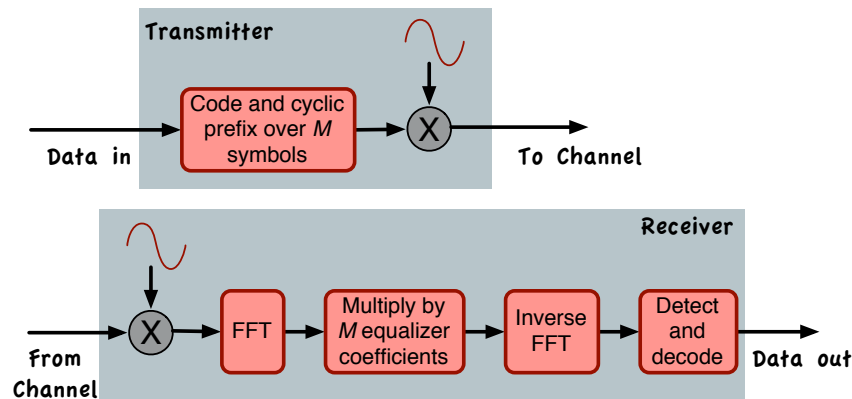 Transmitter
Code and cyclic
prefix over M
symbols
X
Data in
To Channel
Receiver
X
FFT
Multiply by
M equalizer
coefficients
Inverse
FFT
Detect
and
decode
From
Channel
Data out